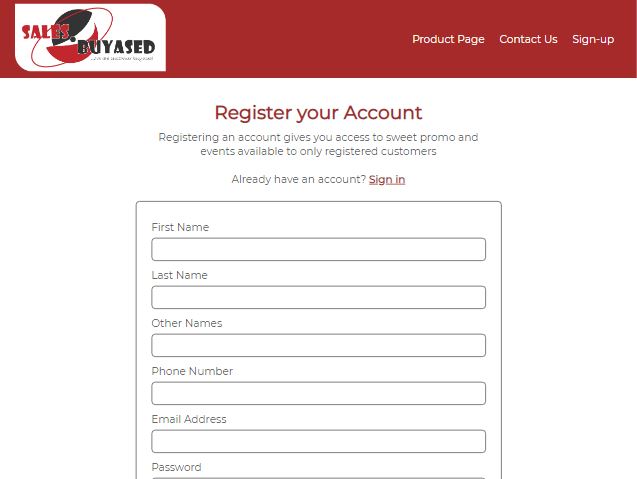 SALES.
BUYASED
Product Page
Contact Us
Sign-up
Register your Account
Registering an account gives you access to sweet promo and
events available to only registered customers
Already have an account? Sign in
First Name
Last Name
Other Names
Phone Number
Email Address
Password